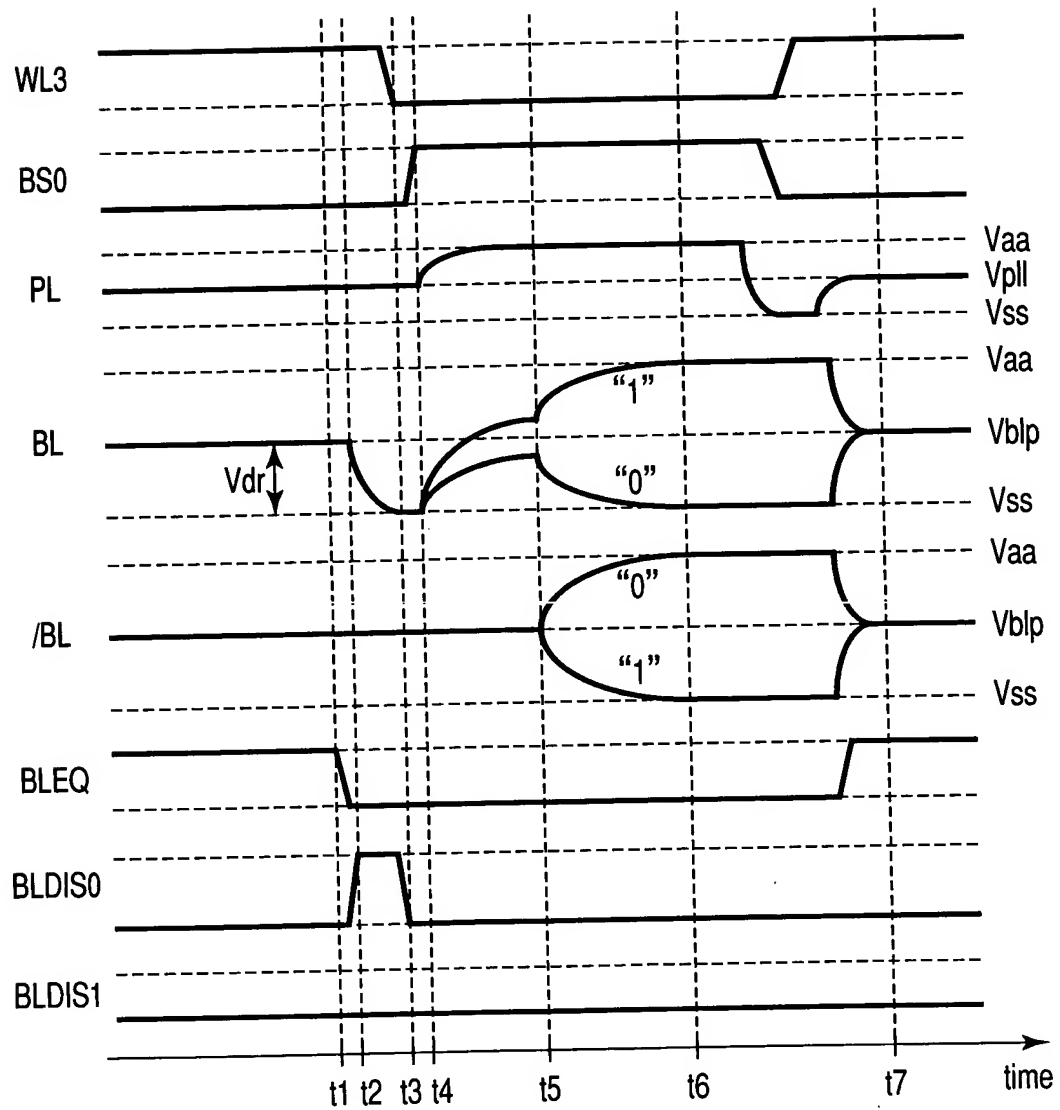 WL3
BS0
PL
Vaa
Vpll
Vss
BL
Vdr
"1"
"0"
Vaa
Vblp
Vss
/BL
"0"
"1"
Vaa
Vblp
Vss
BLEQ
BLDIS0
BLDIS1
t1 t2 t3 t4 t5 t6 t7 time